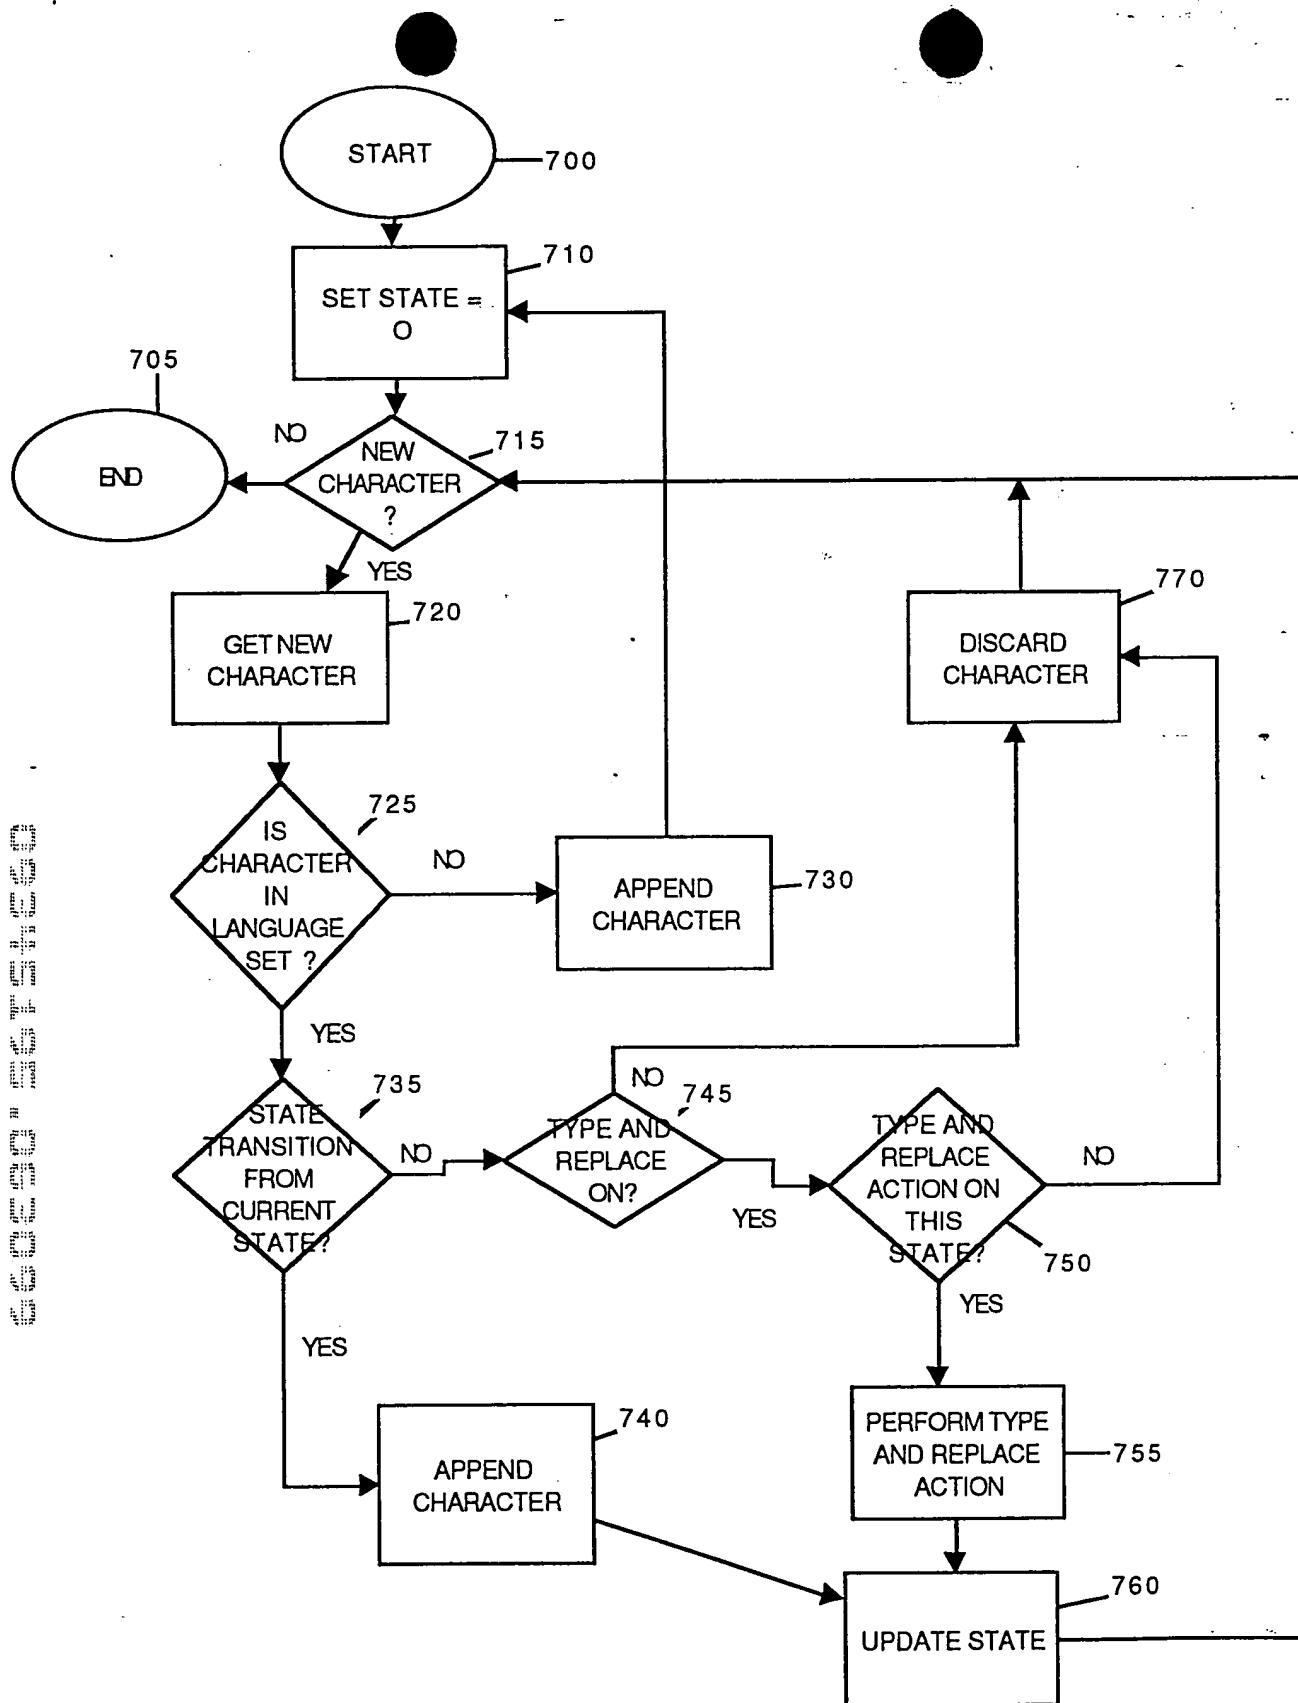 START
700
710
SET STATE =
O
705
NO
END
NEW
CHARACTER
?
715
YES
720
GET NEW
CHARACTER
770
DISCARD
CHARACTER
725
IS
CHARACTER
IN
LANGUAGE
SET ?
NO
APPEND
CHARACTER
730
YES
735
STATE
TRANSITION
FROM
CURRENT
STATE?
NO
NO
745
TYPE AND
REPLACE
ON?
YES
TYPE AND
REPLACE
ACTION ON
THIS
STATE?
NO
750
YES
YES
740
APPEND
CHARACTER
PERFORM TYPE
AND REPLACE
ACTION
755
760
UPDATE STATE